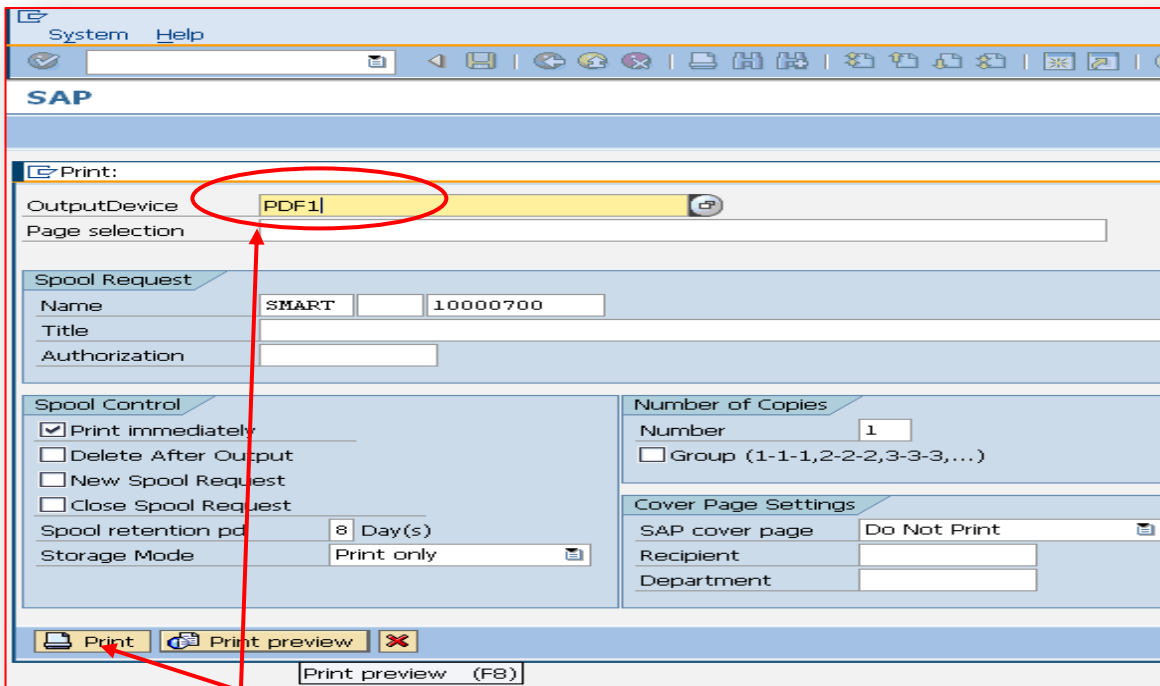 System Help
SAP
Print:
OutputDevice PDF1
Page selection
Spool Request
Name SMART 10000700
Title
Authorization
Spool Control
Print immediately
Delete After Output
New Spool Request
Close Spool Request
Spool retention pd 8 Day(s)
Storage Mode Print only
Number of Copies
Number 1
Group (1-1-1,2-2-2,3-3-3,...)
Cover Page Settings
SAP cover page Do Not Print
Recipient
Department
Print Print preview
Print preview (F8)